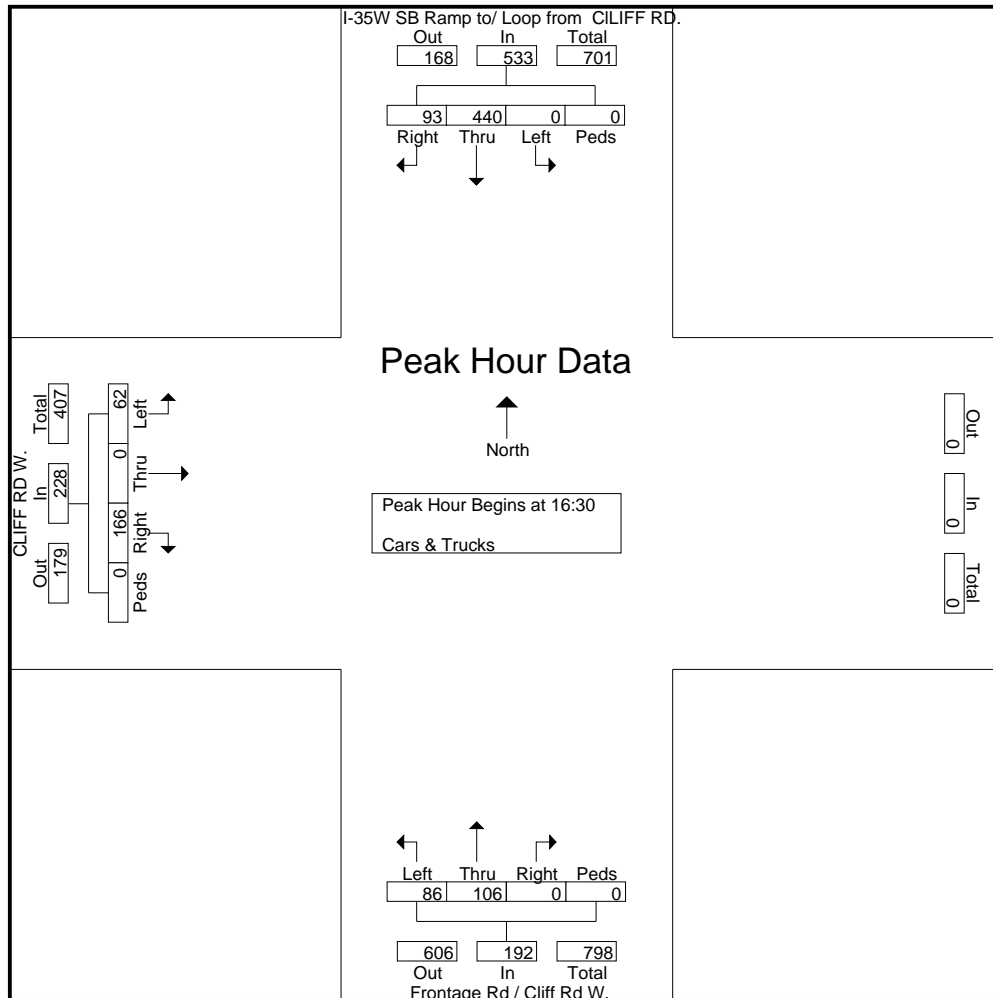 I-35W SB Ramp to/ Loop from CILIFF RD.
Out In Total
168 533 701
93 440 0 0
Right Thru Left Peds
Peak Hour Data
North
Peak Hour Begins at 16:30
Cars & Trucks
CLIFF RD W.
Out In Total
179 228 407
0 166 0 62
Peds Right Thru Left
Out In Total
0 0 0
Left Thru Right Peds
86 106 0 0
606 192 798
Out In Total
Frontage Rd / Cliff Rd W.